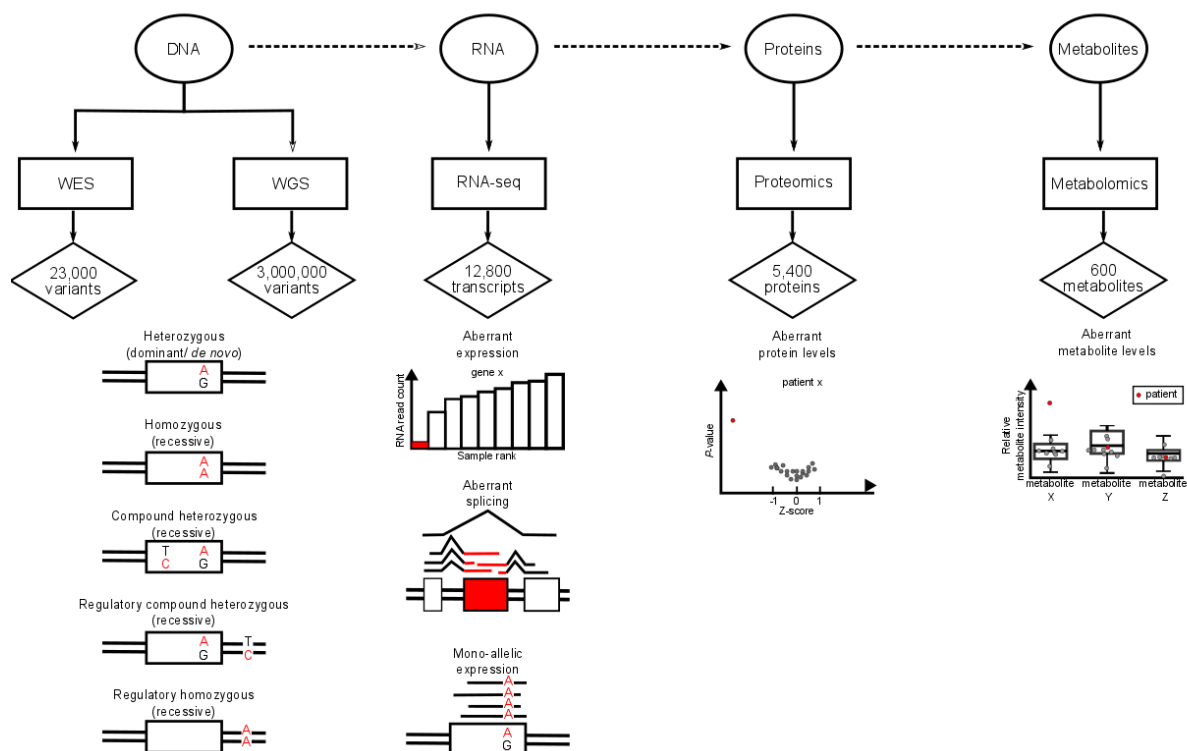 DNA
RNA
Proteins
Metabolites
WES
WGS
RNA-seq
Proteomics
Metabolomics
23,000
variants
3,000,000
variants
12,800
transcripts
5,400
proteins
600
metabolites
Heterozygous
(dominant/ de novo)
A
G
Homozygous
(recessive)
A
A
Compound heterozygous
(recessive)
T A
C G
Regulatory compound heterozygous
(recessive)
A T
G C
Regulatory homozygous
(recessive)
A
A
Aberrant
expression
gene x
RNA read count
Sample rank
Aberrant
splicing
Mono-allelic
expression
A
A
A
A
A
G
Aberrant
protein levels
patient x
P-value
-1 0 1
Z-score
Aberrant
metabolite levels
patient
Relative
metabolite intensity
metabolite metabolite metabolite
X Y Z